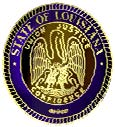 STATE OF LOUISIANA
UNION JUSTICE
CONFIDENCE